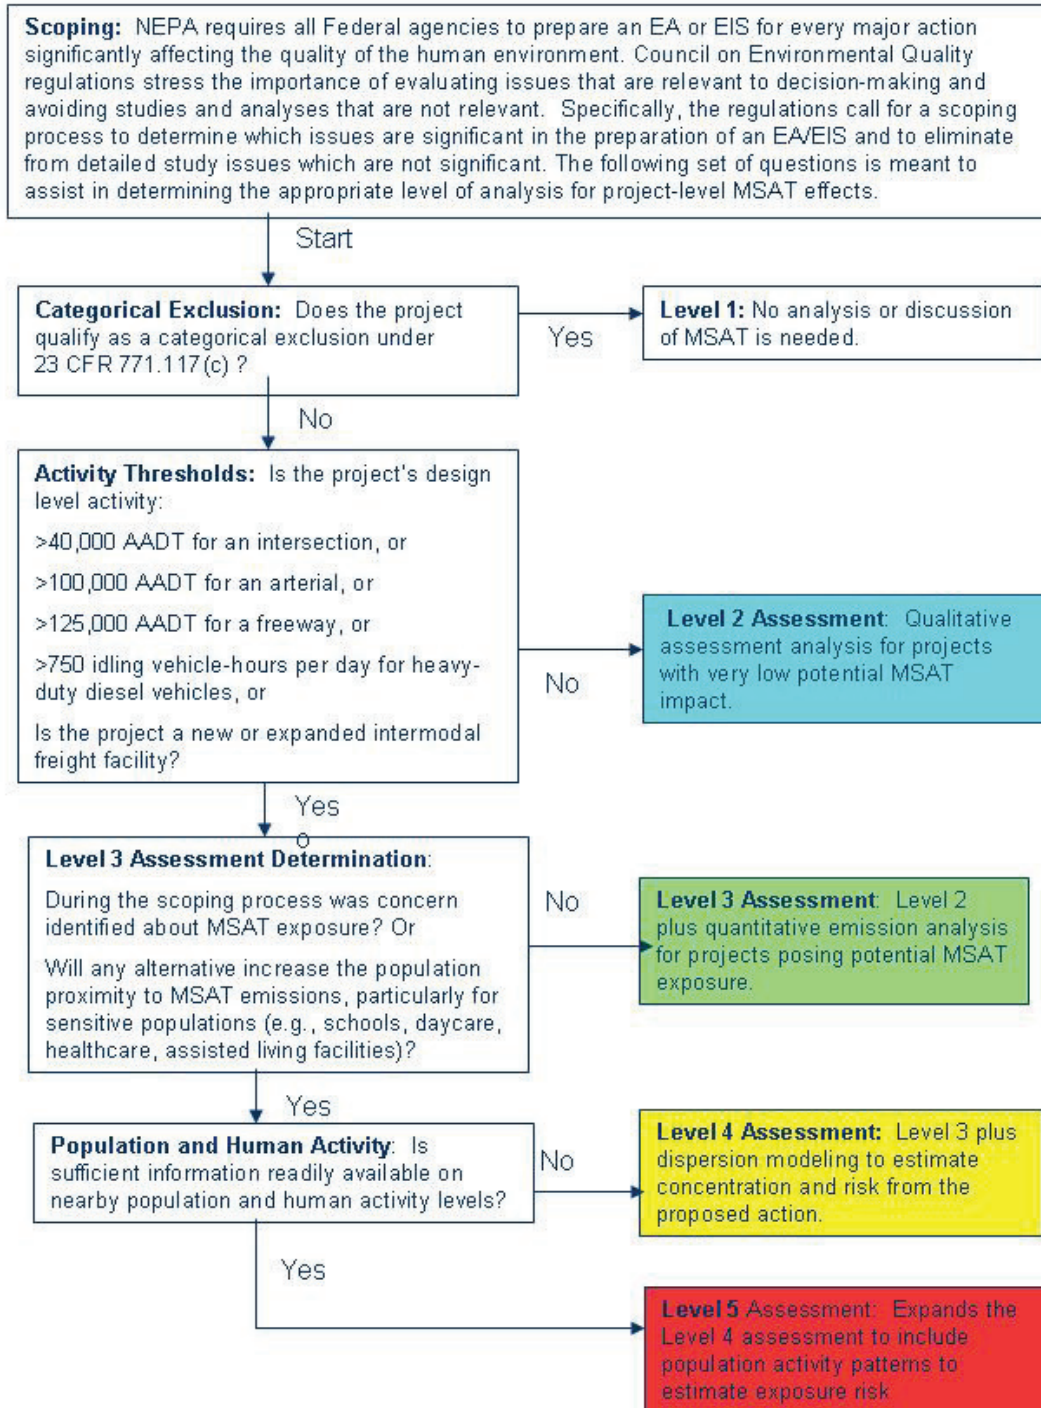 Scoping: NEPA requires all Federal agencies to prepare an EA or EIS for every major action
significantly affecting the quality of the human environment. Council on Environmental Quality
regulations stress the importance of evaluating issues that are relevant to decision-making and
avoiding studies and analyses that are not relevant. Specifically, the regulations call for a scoping
process to determine which issues are significant in the preparation of an EA/EIS and to eliminate
from detailed study issues which are not significant. The following set of questions is meant to
assist in determining the appropriate level of analysis for project-level MSAT effects.
Start
Categorical Exclusion: Does the project
qualify as a categorical exclusion under
23 CFR 771.117(c) ?
Yes
Level 1: No analysis or discussion
of MSAT is needed.
No
Activity Thresholds: Is the project's design
level activity:
>40,000 AADT for an intersection, or
>100,000 AADT for an arterial, or
>125,000 AADT for a freeway, or
>750 idling vehicle-hours per day for heavy-
duty diesel vehicles, or
Is the project a new or expanded intermodal
freight facility?
No
Level 2 Assessment: Qualitative
assessment analysis for projects
with very low potential MSAT
impact.
Yes
o
Level 3 Assessment Determination:
During the scoping process was concern
identified about MSAT exposure? Or
Will any alternative increase the population
proximity to MSAT emissions, particularly for
sensitive populations (e.g., schools, daycare,
healthcare, assisted living facilities)?
No
Level 3 Assessment: Level 2
plus quantitative emission analysis
for projects posing potential MSAT
exposure.
Yes
Population and Human Activity: Is
sufficient information readily available on
nearby population and human activity levels?
No
Level 4 Assessment: Level 3 plus
dispersion modeling to estimate
concentration and risk from the
proposed action.
Yes
Level 5 Assessment: Expands the
Level 4 assessment to include
population activity patterns to
estimate exposure risk